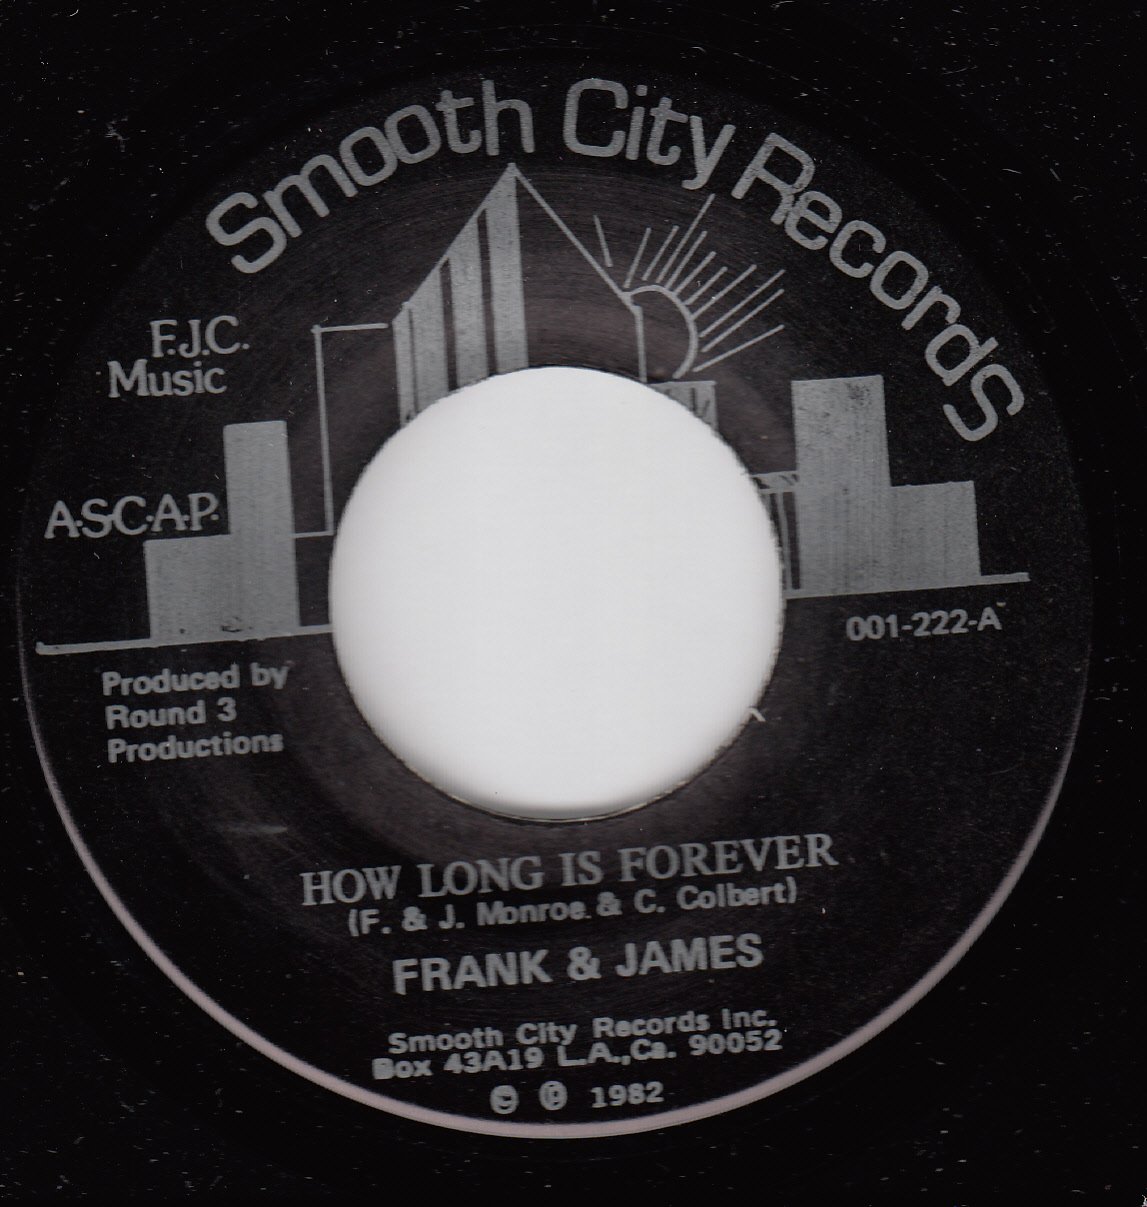 Smooth City Records
F.J.C.
Music
A.S.C.A.P.
001-222-A
Produced by
Round 3
Productions
HOW LONG IS FOREVER
(F. & J. Monroe & C. Colbert)
FRANK & JAMES
Smooth City Records Inc.
Box 43A19 L.A.,Ca. 90052
© ℗ 1982